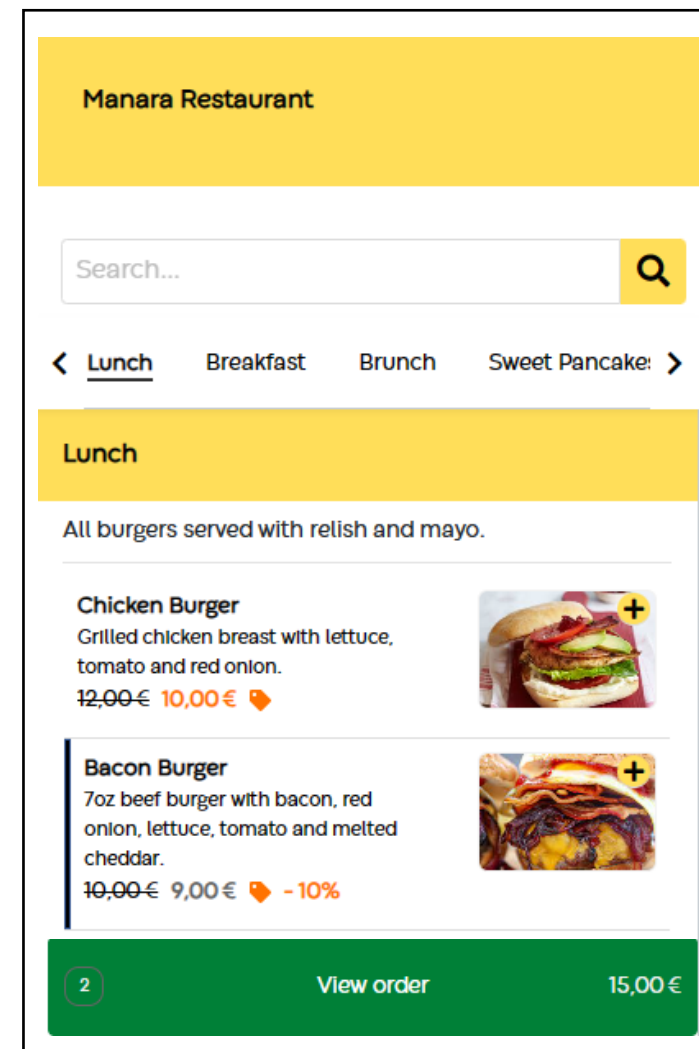 Manara Restaurant
Search...
Lunch Breakfast Brunch Sweet Pancakes
Lunch
All burgers served with relish and mayo.
Chicken Burger
Grilled chicken breast with lettuce,
tomato and red onion.
12,00 € 10,00 €
Bacon Burger
7oz beef burger with bacon, red
onion, lettuce, tomato and melted
cheddar.
10,00 € 9,00 € - 10%
2 View order 15,00 €